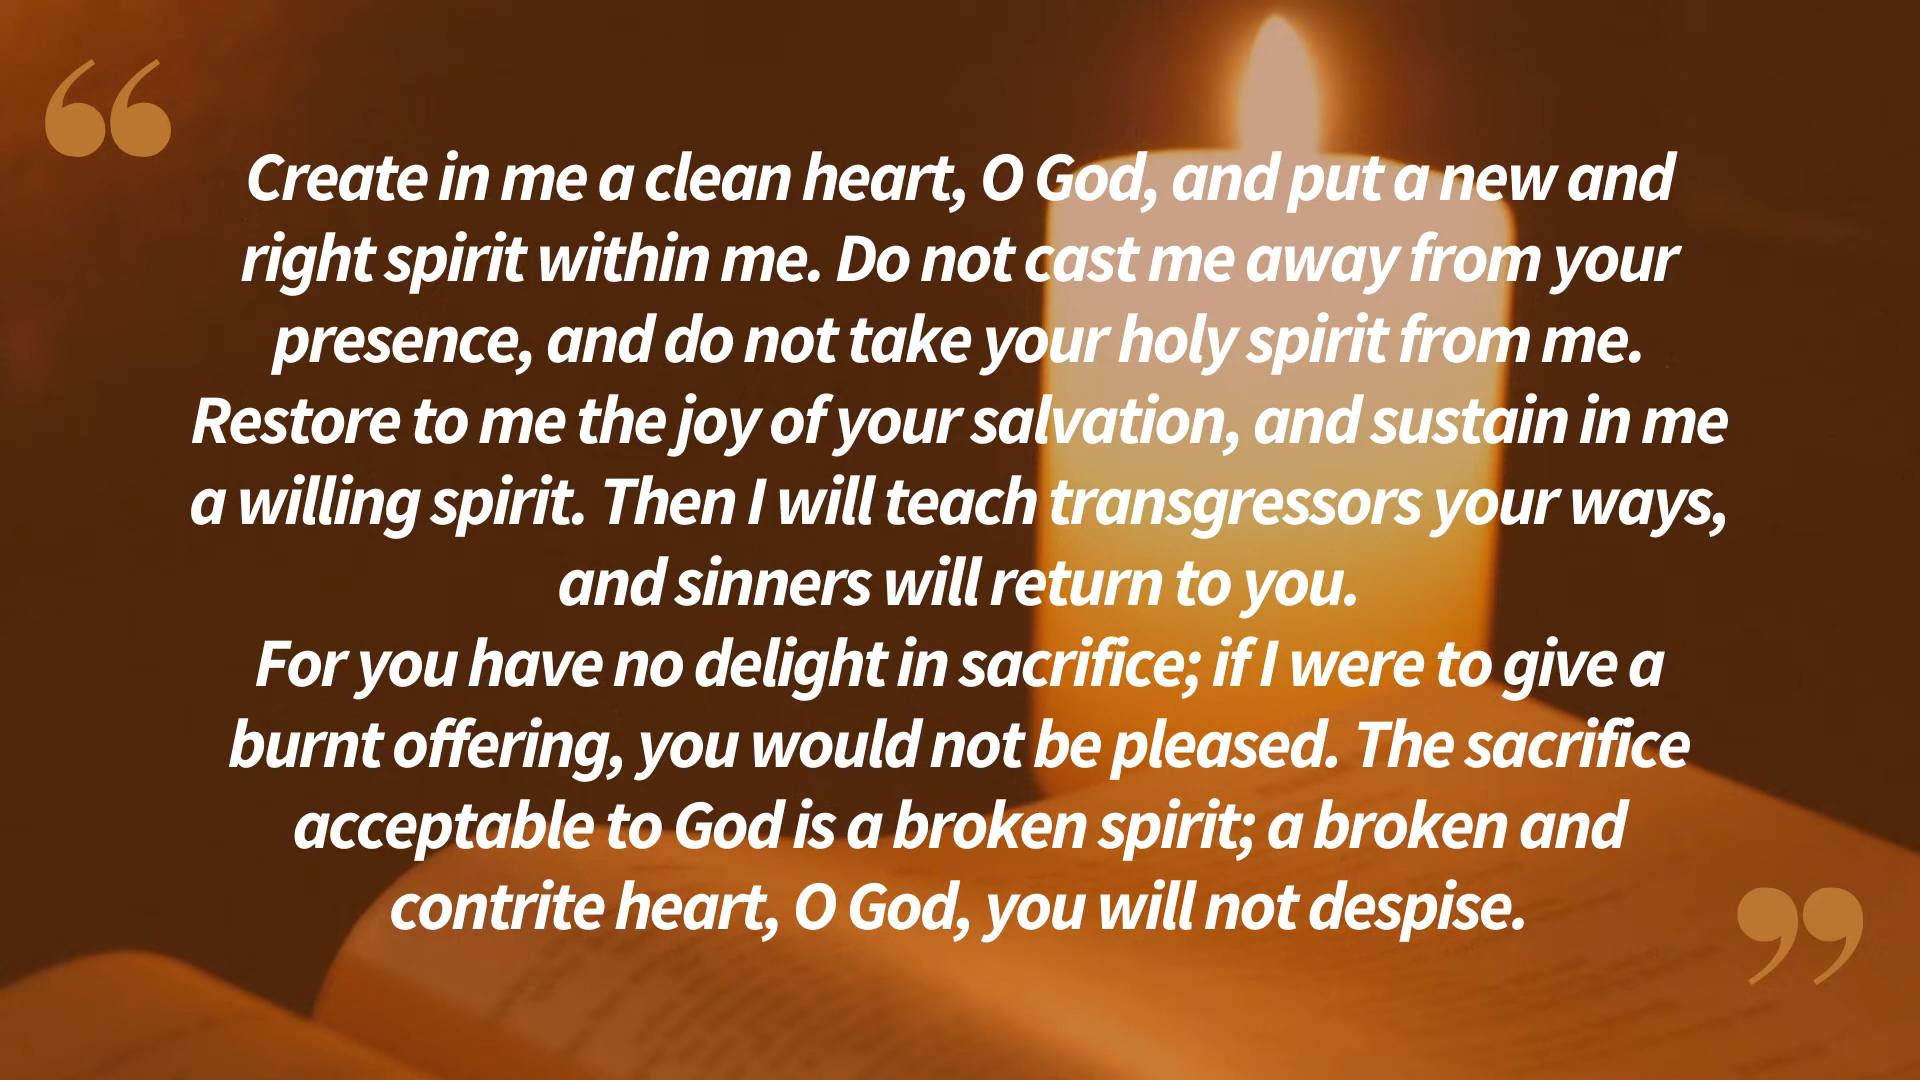 “
Create in me a clean heart, O God, and put a new and
right spirit within me. Do not cast me away from your
presence, and do not take your holy spirit from me.
Restore to me the joy of your salvation, and sustain in me
a willing spirit. Then I will teach transgressors your ways,
and sinners will return to you.
For you have no delight in sacrifice; if I were to give a
burnt offering, you would not be pleased. The sacrifice
acceptable to God is a broken spirit; a broken and
contrite heart, O God, you will not despise.
”